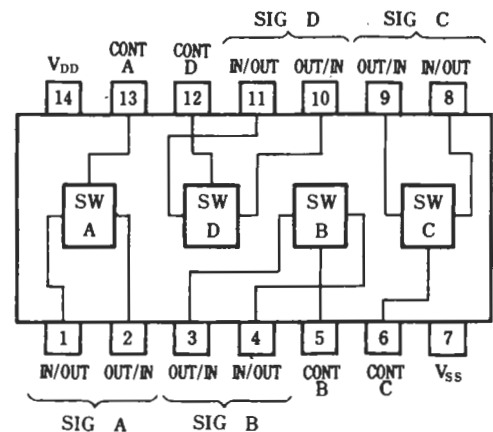 SIG D
SIG C
V_DD
CONT A
CONT D
IN/OUT
OUT/IN
OUT/IN
IN/OUT
14
13
12
11
10
9
8
SW A
SW D
SW B
SW C
1
2
3
4
5
6
7
IN/OUT
OUT/IN
OUT/IN
IN/OUT
CONT B
CONT C
V_SS
SIG A
SIG B